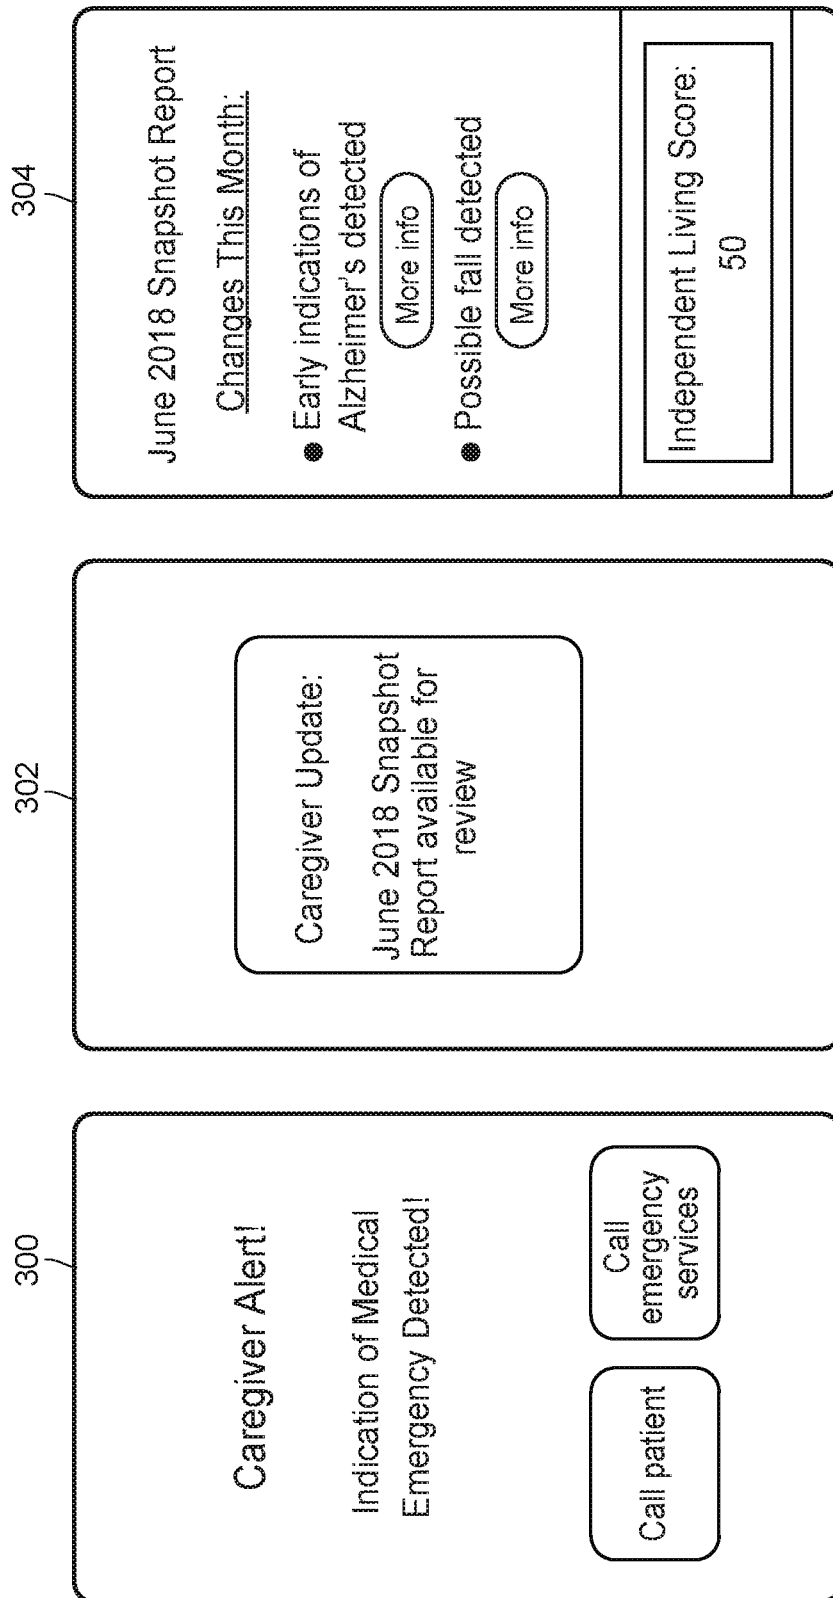 300
Caregiver Alert!
Indication of Medical
Emergency Detected!
Call patient
Call
emergency
services
302
Caregiver Update:
June 2018 Snapshot
Report available for
review
304
June 2018 Snapshot Report
Changes This Month:
● Early indications of
Alzheimer's detected
More info
● Possible fall detected
More info
Independent Living Score:
50